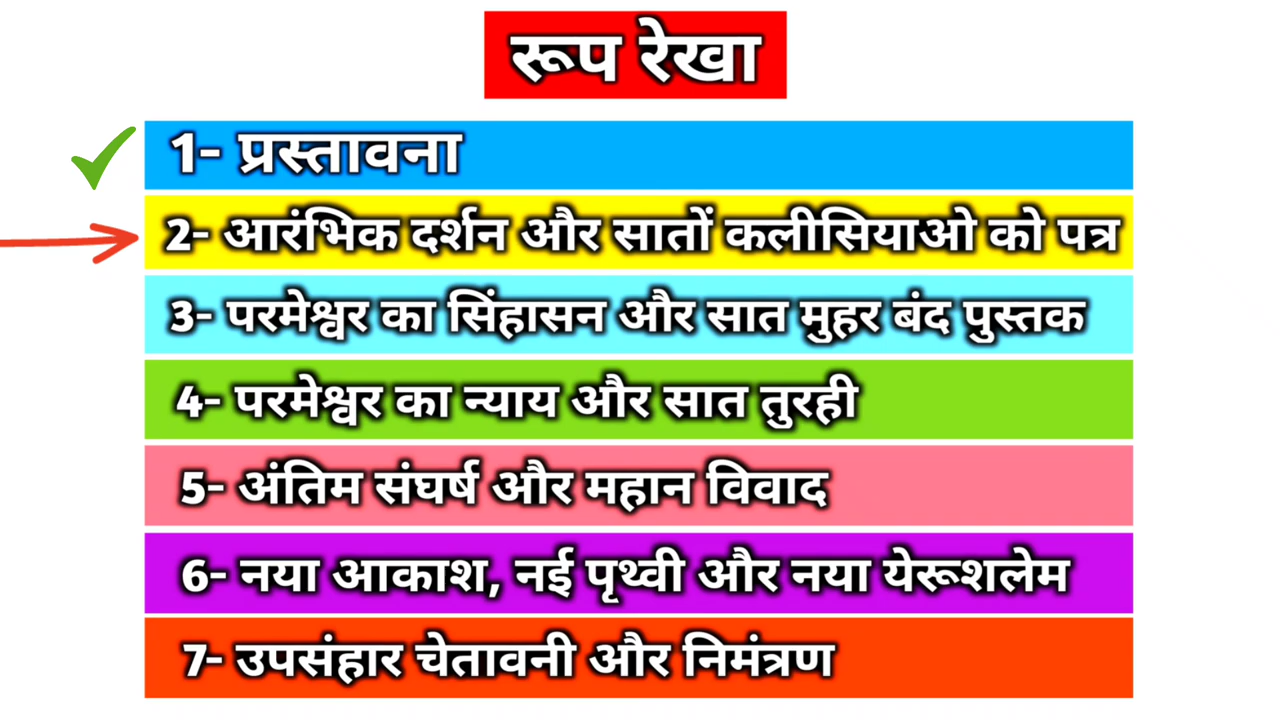 रूप रेखा
1- प्रस्तावना
2- आरंभिक दर्शन और सातों कलीसियाओ को पत्र
3- परमेश्वर का सिंहासन और सात मुहर बंद पुस्तक
4- परमेश्वर का न्याय और सात तुरही
5- अंतिम संघर्ष और महान विवाद
6- नया आकाश, नई पृथ्वी और नया येरूशलेम
7- उपसंहार चेतावनी और निमंत्रण